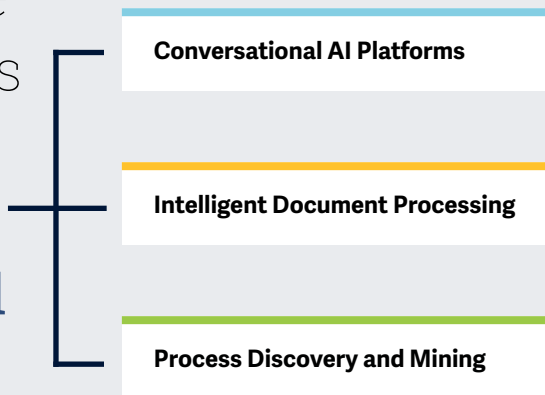 Conversational AI Platforms
Intelligent Document Processing
Process Discovery and Mining